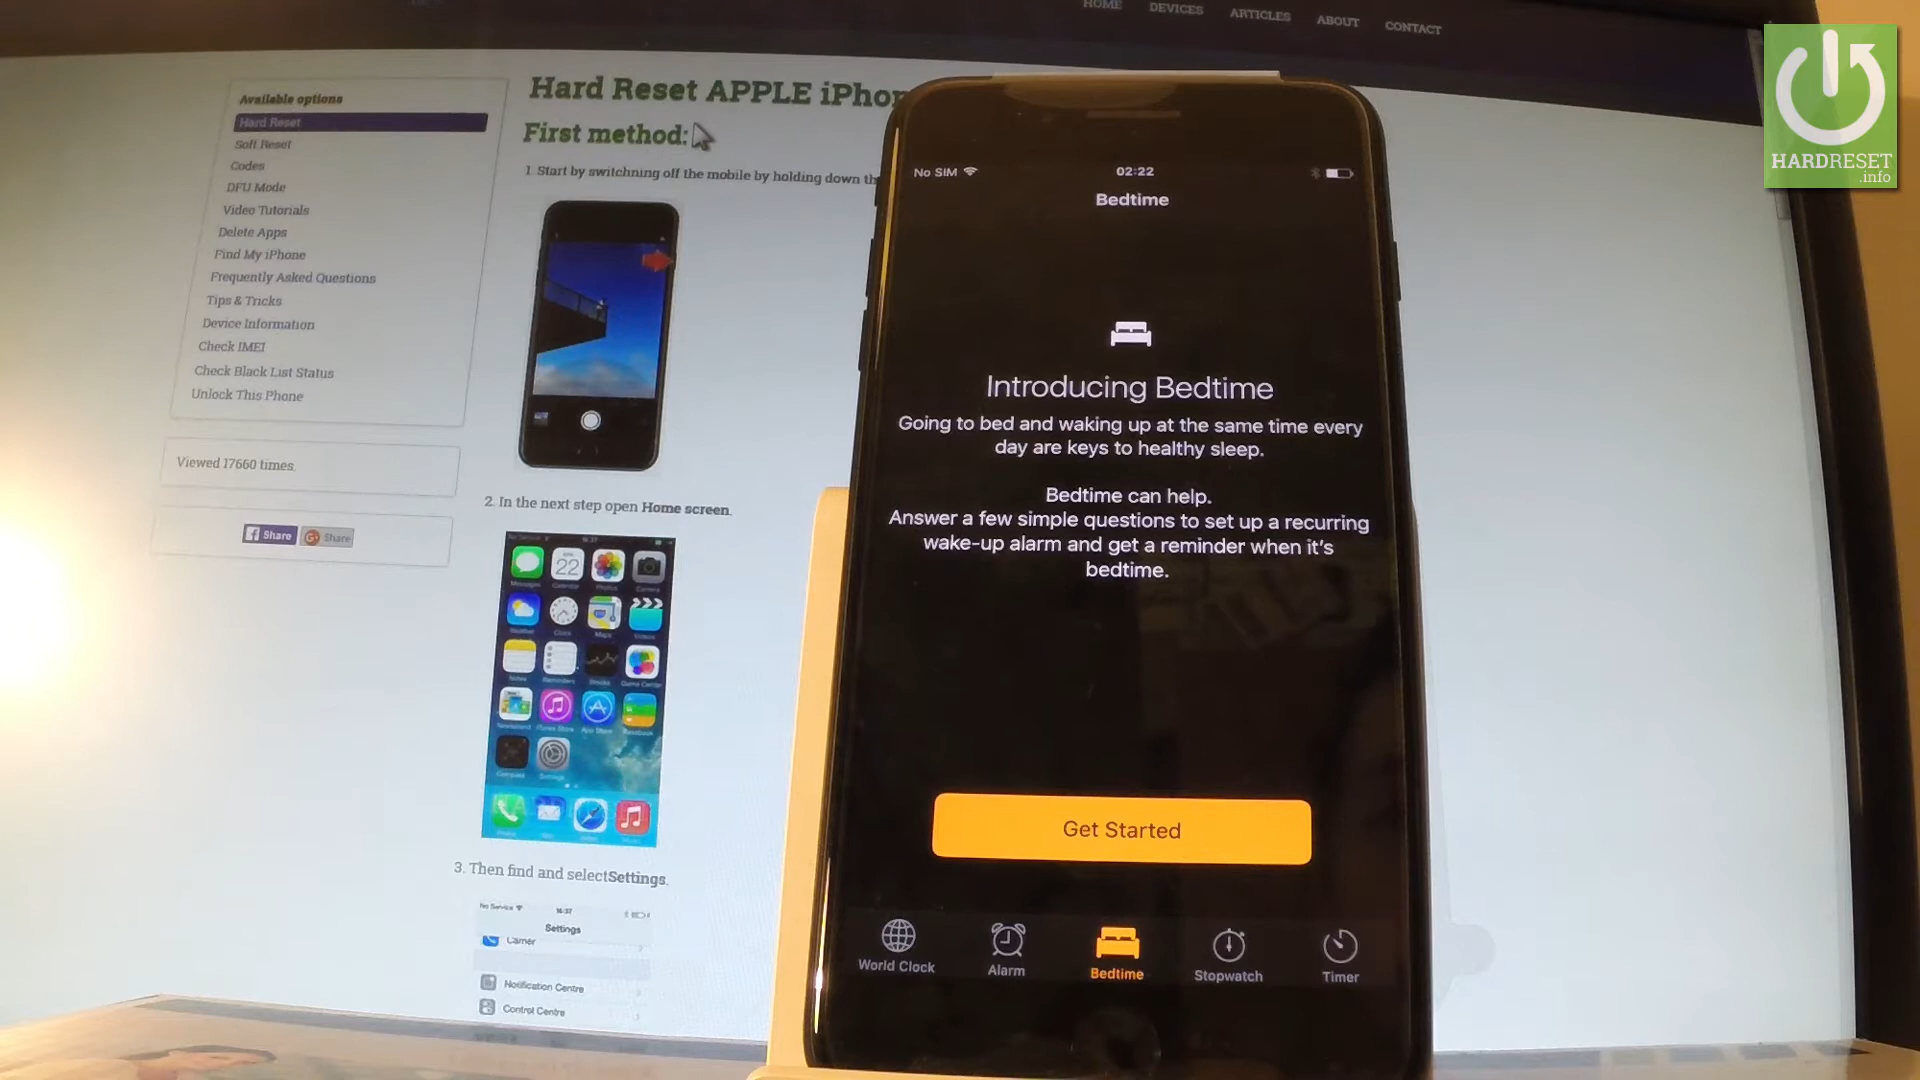 HOME DEVICES ARTICLES ABOUT CONTACT
HARDRESET
.info
Available options
Hard Reset
Soft Reset
Codes
DFU Mode
Video Tutorials
Delete Apps
Find My iPhone
Frequently Asked Questions
Tips & Tricks
Device Information
Check IMEI
Check Black List Status
Unlock This Phone
Viewed 17660 times.
Share
Share
Hard Reset APPLE iPhon
First method:
1. Start by switchning off the mobile by holding down th
2. In the next step open Home screen.
22
3. Then find and selectSettings.
No Service 16:37
Settings
Carrier
Notification Centre
Control Centre
No SIM 02:22
Bedtime
Introducing Bedtime
Going to bed and waking up at the same time every
day are keys to healthy sleep.
Bedtime can help.
Answer a few simple questions to set up a recurring
wake-up alarm and get a reminder when it's
bedtime.
Get Started
World Clock Alarm Bedtime Stopwatch Timer